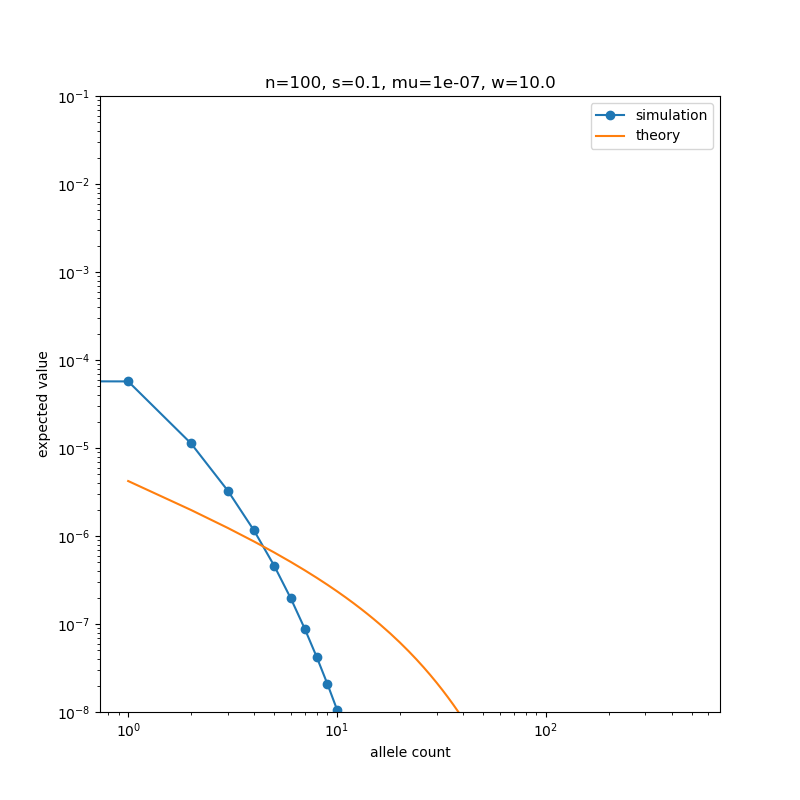 n=100, s=0.1, mu=1e-07, w=10.0
simulation
theory
expected value
10⁻¹
10⁻²
10⁻³
10⁻⁴
10⁻⁵
10⁻⁶
10⁻⁷
10⁻⁸
10⁰ 10¹ 10²
allele count